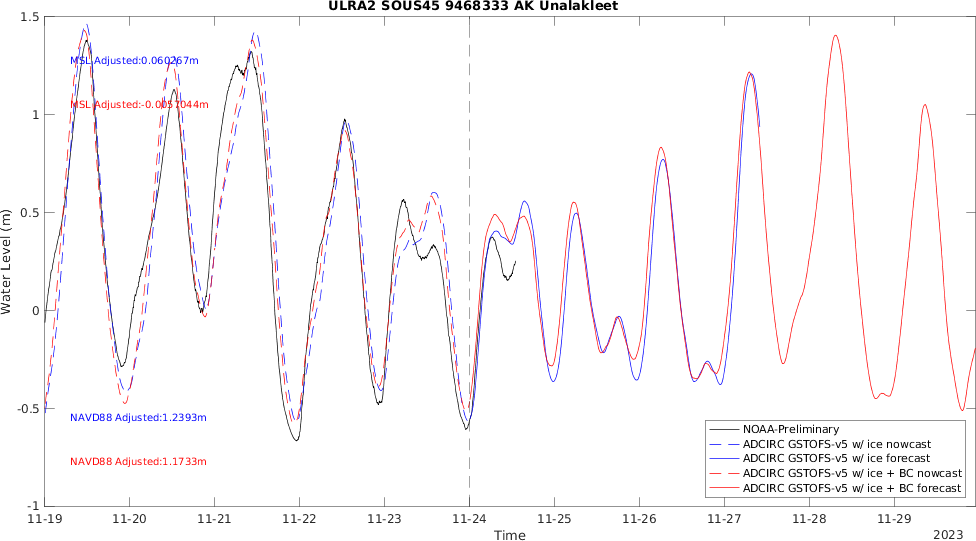 ULRA2 SOUS45 9468333 AK Unalakleet
1.5
MSL Adjusted:0.060267m
MSL Adjusted:-0.0057044m
1
0.5
Water Level (m)
0
-0.5
NAVD88 Adjusted:1.2393m
NAVD88 Adjusted:1.1733m
NOAA-Preliminary
ADCIRC GSTOFS-v5 w/ ice nowcast
ADCIRC GSTOFS-v5 w/ ice forecast
ADCIRC GSTOFS-v5 w/ ice + BC nowcast
ADCIRC GSTOFS-v5 w/ ice + BC forecast
-1
11-19 11-20 11-21 11-22 11-23 11-24 11-25 11-26 11-27 11-28 11-29
Time
2023